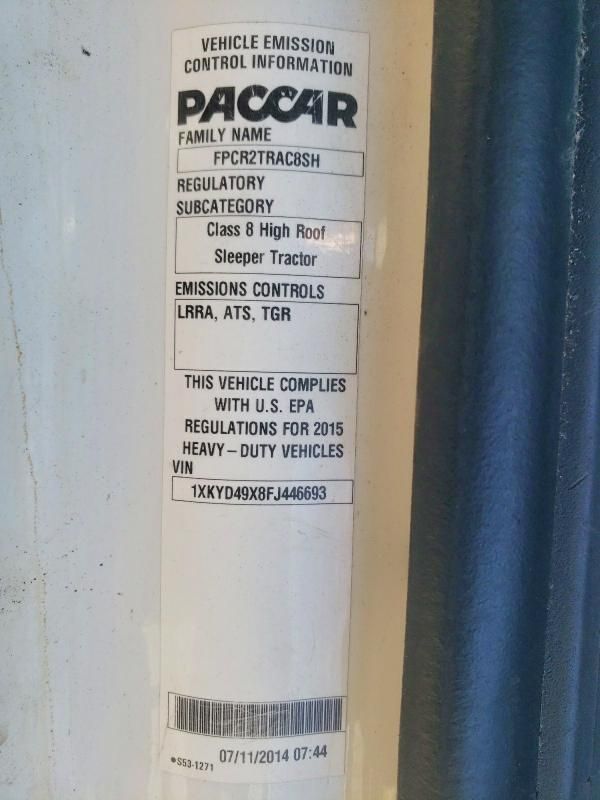 VEHICLE EMISSION
CONTROL INFORMATION
PACCAR
FAMILY NAME
FPCR2TRAC8SH
REGULATORY
SUBCATEGORY
Class 8 High Roof
Sleeper Tractor
EMISSIONS CONTROLS
LRRA, ATS, TGR
THIS VEHICLE COMPLIES
WITH U.S. EPA
REGULATIONS FOR 2015
HEAVY–DUTY VEHICLES
VIN
1XKYD49X8FJ446693
●S53-1271 07/11/2014 07:44